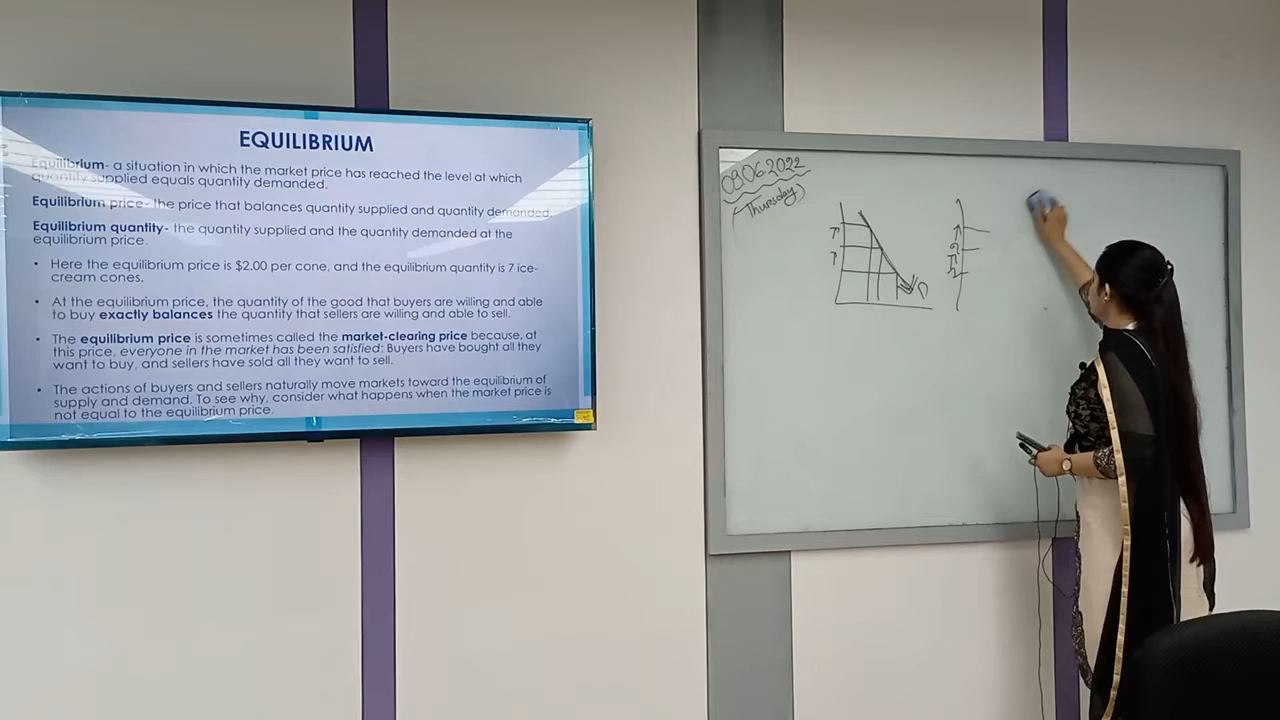 EQUILIBRIUM
Equilibrium- a situation in which the market price has reached the level at which
quantity supplied equals quantity demanded.
Equilibrium price- the price that balances quantity supplied and quantity demanded.
Equilibrium quantity- the quantity supplied and the quantity demanded at the
equilibrium price.
• Here the equilibrium price is $2.00 per cone, and the equilibrium quantity is 7 ice-
cream cones.
• At the equilibrium price, the quantity of the good that buyers are willing and able
to buy exactly balances the quantity that sellers are willing and able to sell.
• The equilibrium price is sometimes called the market-clearing price because, at
this price, everyone in the market has been satisfied: Buyers have bought all they
want to buy, and sellers have sold all they want to sell.
• The actions of buyers and sellers naturally move markets toward the equilibrium of
supply and demand. To see why, consider what happens when the market price is
not equal to the equilibrium price.
09.06.2022
(Thursday)
D